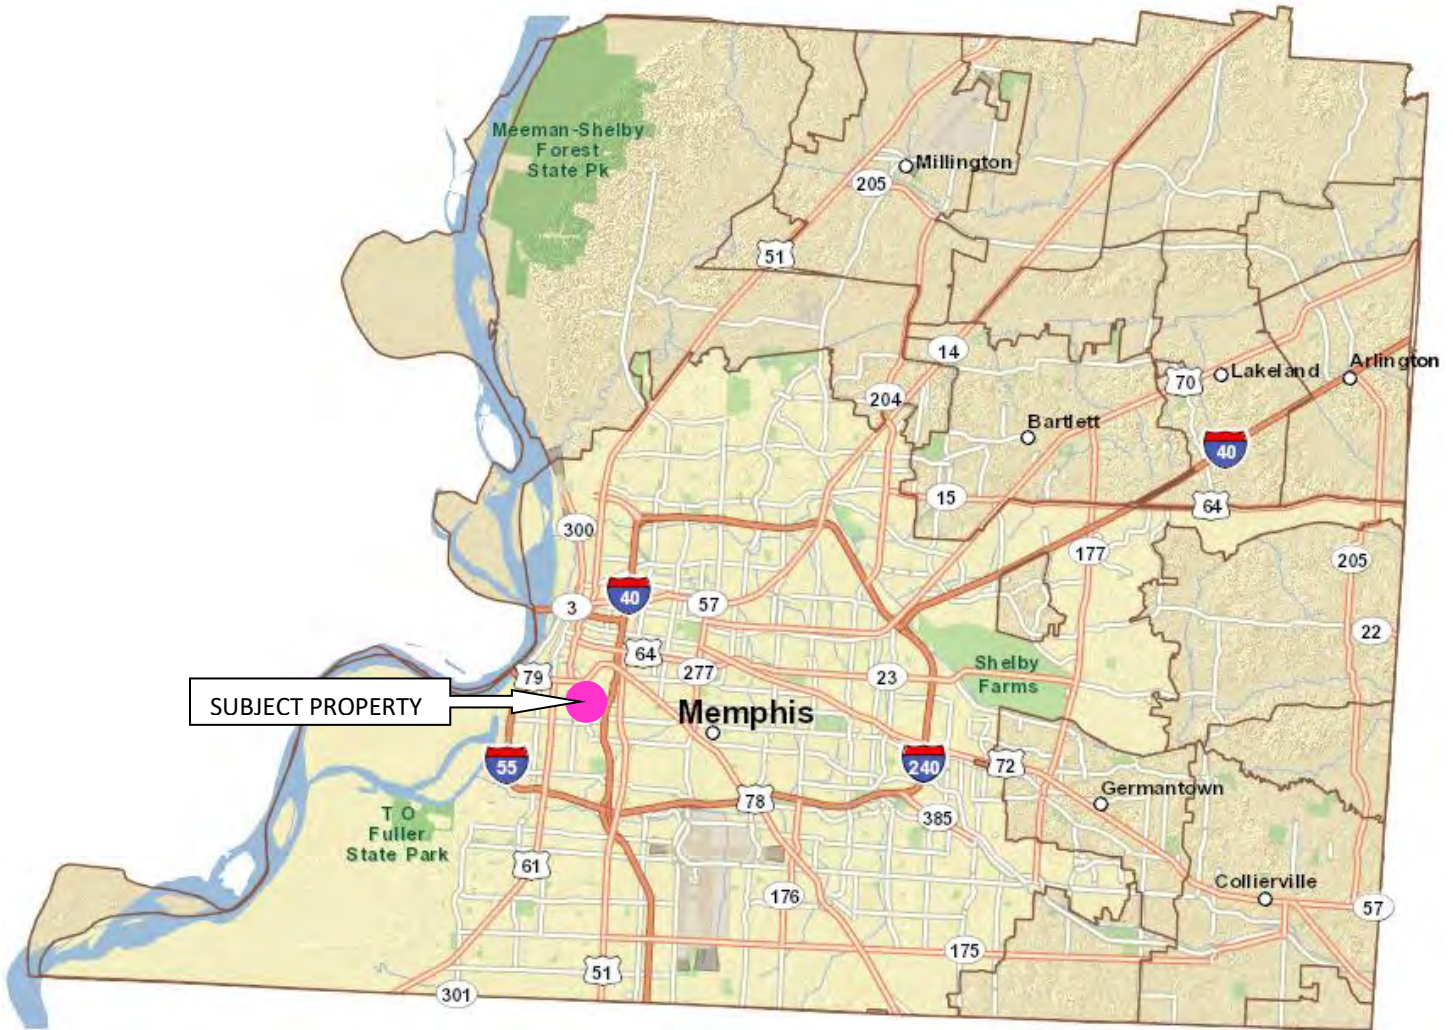 Meeman-Shelby
Forest
State Pk
Millington
205
51
14
Arlington
70
Lakeland
204
Bartlett
40
15
64
300
177
205
40
57
3
22
64
Shelby
Farms
79
277
23
SUBJECT PROPERTY
Memphis
55
240
72
Germantown
78
T O
Fuller
State Park
385
61
Collierville
176
57
175
51
301